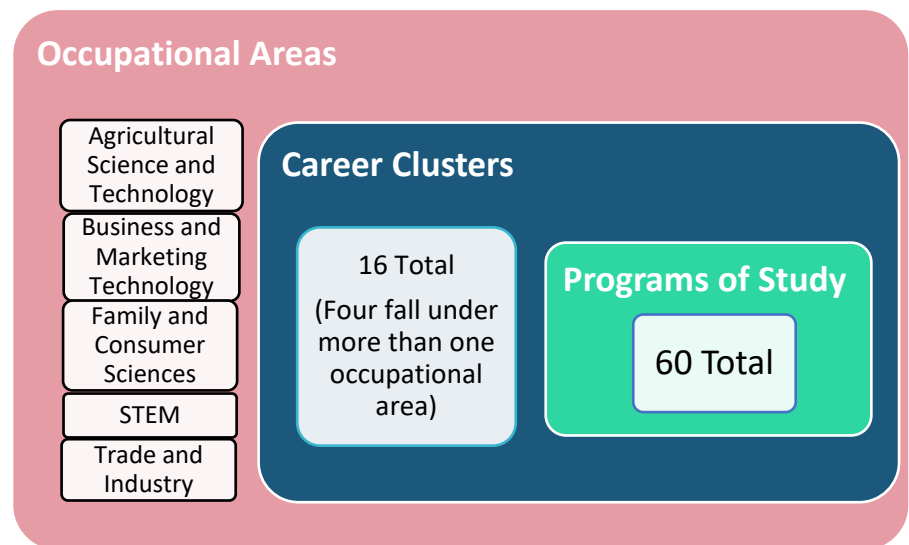 Occupational Areas
Agricultural
Science and
Technology
Business and
Marketing
Technology
Family and
Consumer
Sciences
STEM
Trade and
Industry
Career Clusters
16 Total
(Four fall under
more than one
occupational
area)
Programs of Study
60 Total